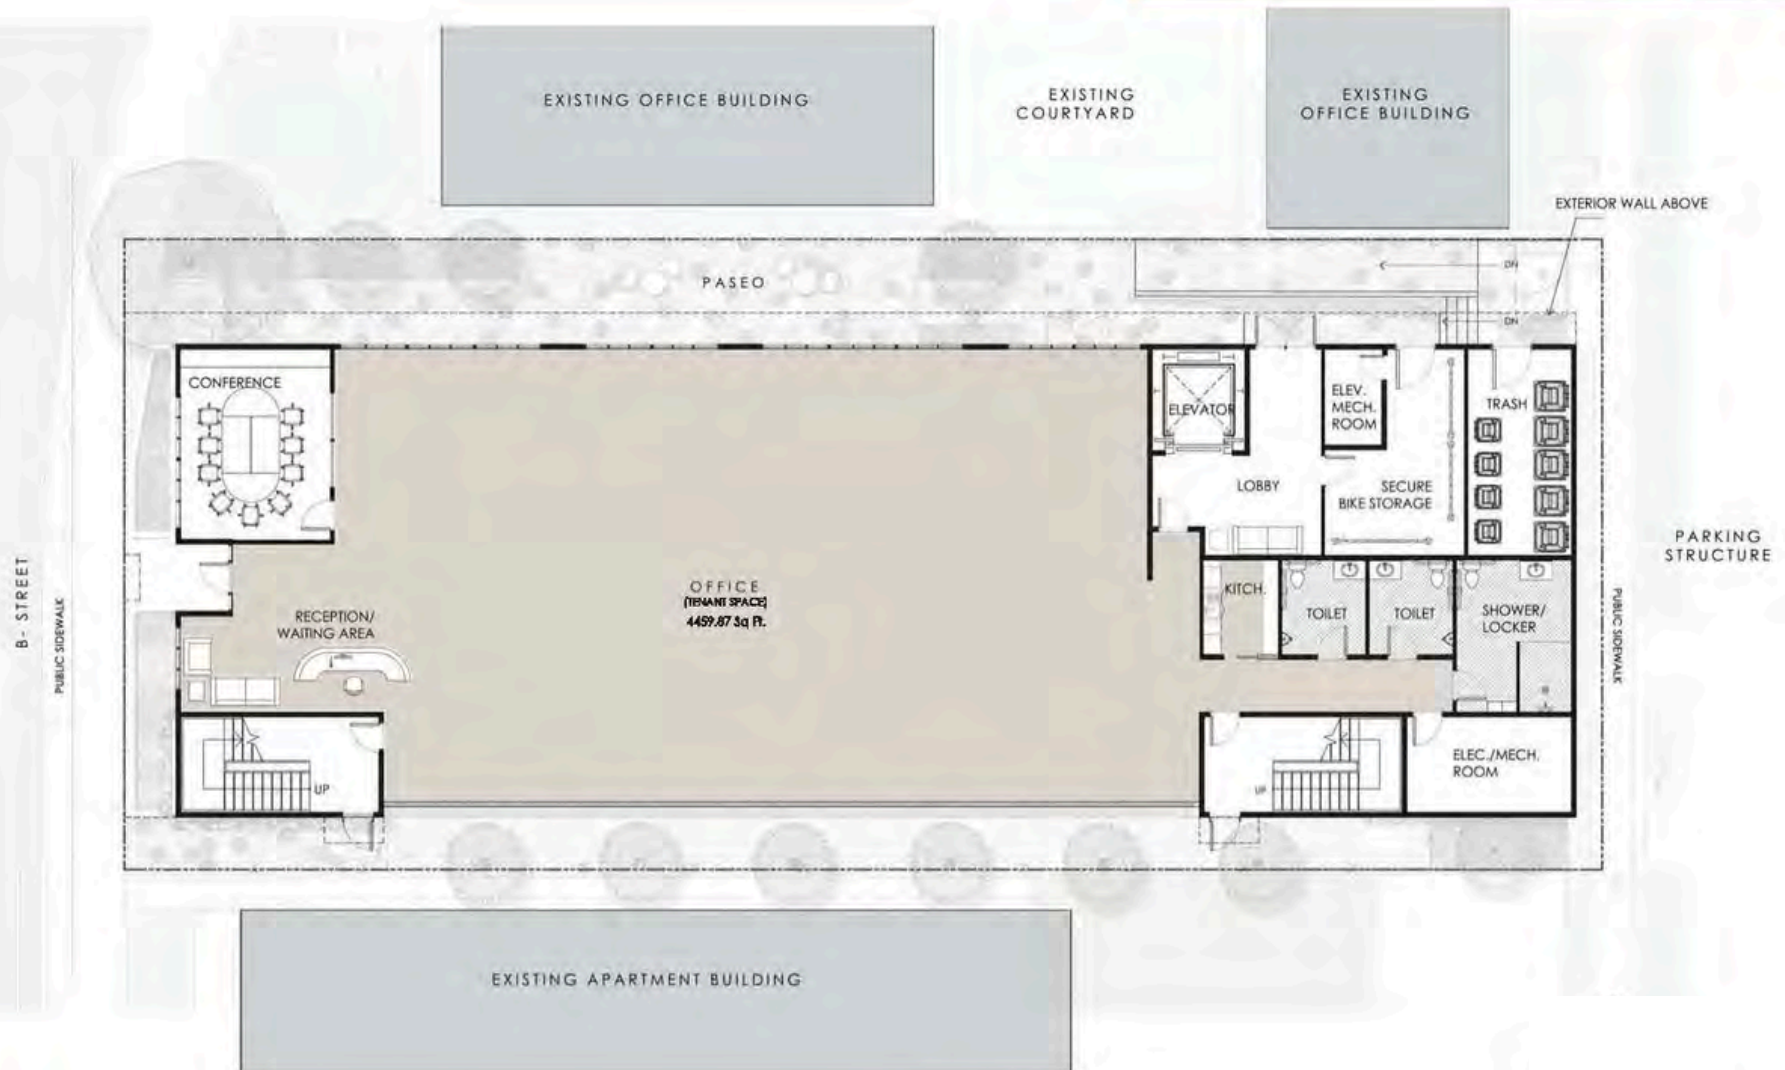 EXISTING OFFICE BUILDING
EXISTING
COURTYARD
EXISTING
OFFICE BUILDING
EXTERIOR WALL ABOVE
PASEO
DN
DN
CONFERENCE
ELEVATOR
ELEV.
MECH.
ROOM
TRASH
LOBBY
SECURE
BIKE STORAGE
PARKING
STRUCTURE
B- STREET
PUBLIC SIDEWALK
RECEPTION/
WAITING AREA
OFFICE
(TENANT SPACE)
4459.87 Sq Ft.
KITCH.
TOILET
TOILET
SHOWER/
LOCKER
PUBLIC SIDEWALK
UP
UP
ELEC./MECH.
ROOM
EXISTING APARTMENT BUILDING